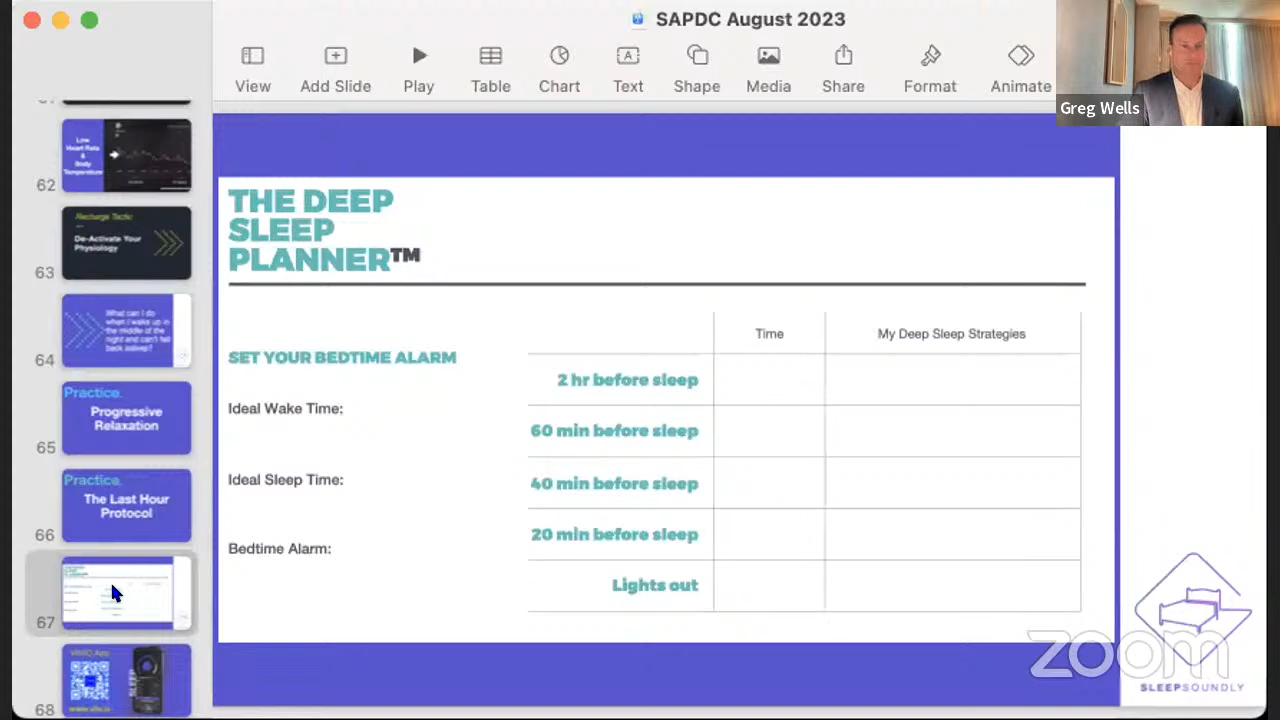 SAPDC August 2023
View
Add Slide
Play
Table
Chart
Text
Shape
Media
Share
Format
Animate
Greg Wells
Low
Heart Rate
&
Body
Temperature
62
Recharge Tactic
De-Activate Your
Physiology
63
What can I do
when I wake up in
the middle of the
night and can't fall
back asleep?
64
Practice.
Progressive
Relaxation
65
Practice.
The Last Hour
Protocol
66
67
VIIVIO App
SLEEP
68
THE DEEP
SLEEP
PLANNER™
SET YOUR BEDTIME ALARM
Ideal Wake Time:
Ideal Sleep Time:
Bedtime Alarm:
Time
My Deep Sleep Strategies
2 hr before sleep
60 min before sleep
40 min before sleep
20 min before sleep
Lights out
zoom
SLEEPSOUNDLY